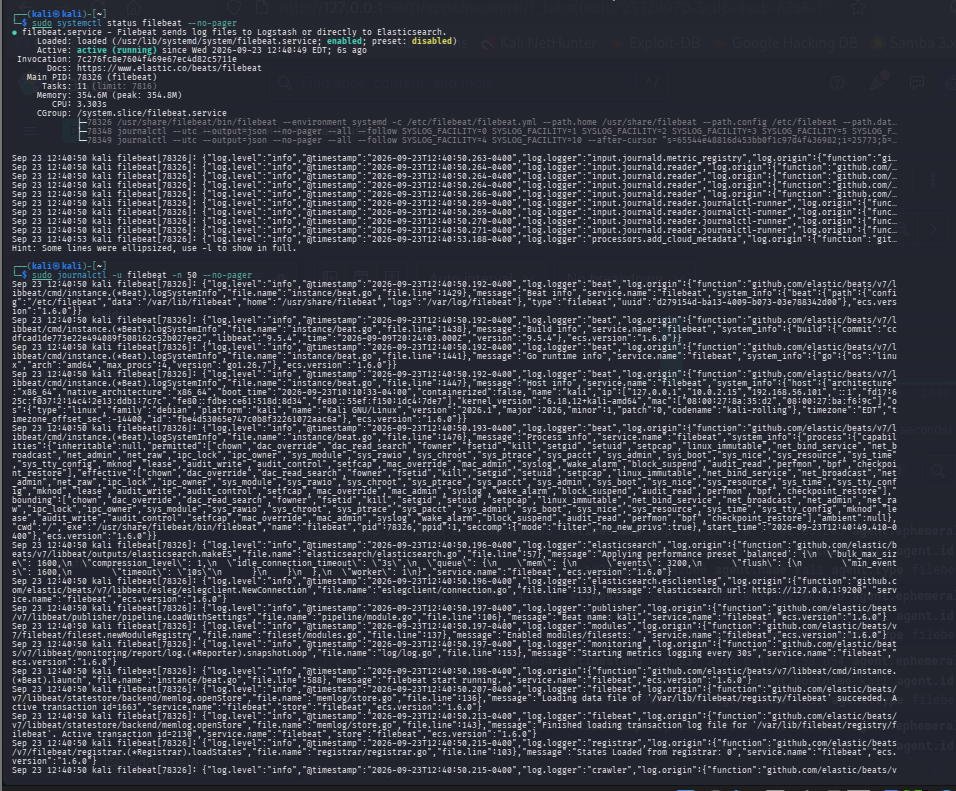 ┌──(kali㉿kali)-[~]
└─$ sudo systemctl status filebeat --no-pager
● filebeat.service - Filebeat sends log files to Logstash or directly to Elasticsearch.
Loaded: loaded (/usr/lib/systemd/system/filebeat.service; enabled; preset: disabled)
Active: active (running) since Wed 2026-09-23 12:40:49 EDT; 6s ago
Invocation: 7c276fc8e7604f469e67ec4d82c5711e
Docs: https://www.elastic.co/beats/filebeat
Main PID: 78326 (filebeat)
Tasks: 11 (limit: 7816)
Memory: 354.6M (peak: 354.8M)
CPU: 3.303s
CGroup: /system.slice/filebeat.service
├─78326 /usr/share/filebeat/bin/filebeat --environment systemd -c /etc/filebeat/filebeat.yml --path.home /usr/share/filebeat --path.config /etc/filebeat --path.dat…
├─78348 journalctl --utc --output=json --no-pager --all --follow SYSLOG_FACILITY=0 SYSLOG_FACILITY=1 SYSLOG_FACILITY=2 SYSLOG_FACILITY=3 SYSLOG_FACILITY=5 SYSLOG_F…
└─78349 journalctl --utc --output=json --no-pager --all --follow SYSLOG_FACILITY=4 SYSLOG_FACILITY=10 --after-cursor
Sep 23 12:40:50 kali filebeat[78326]: {"log.level":"info","@timestamp":"2026-09-23T12:40:50.263-0400","log.logger":"input.journald.metric_registry","log.origin":{"function":"gi…
Sep 23 12:40:50 kali filebeat[78326]: {"log.level":"info","@timestamp":"2026-09-23T12:40:50.264-0400","log.logger":"input.journald.reader","log.origin":{"function":"github.com/…
Sep 23 12:40:50 kali filebeat[78326]: {"log.level":"info","@timestamp":"2026-09-23T12:40:50.264-0400","log.logger":"input.journald.reader","log.origin":{"function":"github.com/…
Sep 23 12:40:50 kali filebeat[78326]: {"log.level":"info","@timestamp":"2026-09-23T12:40:50.264-0400","log.logger":"input.journald.reader","log.origin":{"function":"github.com/…
Sep 23 12:40:50 kali filebeat[78326]: {"log.level":"info","@timestamp":"2026-09-23T12:40:50.266-0400","log.logger":"input.journald.reader","log.origin":{"function":"github.com/…
Sep 23 12:40:50 kali filebeat[78326]: {"log.level":"info","@timestamp":"2026-09-23T12:40:50.269-0400","log.logger":"input.journald.reader.journalctl-runner","log.origin":{"func…
Sep 23 12:40:50 kali filebeat[78326]: {"log.level":"info","@timestamp":"2026-09-23T12:40:50.269-0400","log.logger":"input.journald.reader.journalctl-runner","log.origin":{"func…
Sep 23 12:40:50 kali filebeat[78326]: {"log.level":"info","@timestamp":"2026-09-23T12:40:50.270-0400","log.logger":"input.journald.reader.journalctl-runner","log.origin":{"func…
Sep 23 12:40:50 kali filebeat[78326]: {"log.level":"info","@timestamp":"2026-09-23T12:40:50.271-0400","log.logger":"input.journald.reader.journalctl-runner","log.origin":{"func…
Sep 23 12:40:53 kali filebeat[78326]: {"log.level":"info","@timestamp":"2026-09-23T12:40:53.188-0400","log.logger":"processors.add_cloud_metadata","log.origin":{"function":"git…
Hint: Some lines were ellipsized, use -l to show in full.
┌──(kali㉿kali)-[~]
└─$ sudo journalctl -u filebeat -n 50 --no-pager
Sep 23 12:40:50 kali filebeat[78326]: {"log.level":"info","@timestamp":"2026-09-23T12:40:50.192-0400","log.logger":"beat","log.origin":{"function":"github.com/elastic/beats/v7/l
ibbeat/cmd/instance.(*Beat).logSystemInfo","file.name":"instance/beat.go","file.line":1429},"message":"Beat info","service.name":"filebeat","system_info":{"beat":{"path":{"confi
g":"/etc/filebeat","data":"/var/lib/filebeat","home":"/usr/share/filebeat","logs":"/var/log/filebeat"},"type":"filebeat","uuid":"d279154d-ba13-4009-b073-03e788342d00"},"ecs.vers
ion":"1.6.0"}}
Sep 23 12:40:50 kali filebeat[78326]: {"log.level":"info","@timestamp":"2026-09-23T12:40:50.192-0400","log.logger":"beat","log.origin":{"function":"github.com/elastic/beats/v7/l
ibbeat/cmd/instance.(*Beat).logSystemInfo","file.name":"instance/beat.go","file.line":1438},"message":"Build info","service.name":"filebeat","system_info":{"build":{"commit":"cc
"libbeat":"9.5.4","time":"2026-09-09T20:24:03.000Z","version":"9.5.4"},"ecs.version":"1.6.0"}}
Sep 23 12:40:50 kali filebeat[78326]: {"log.level":"info","@timestamp":"2026-09-23T12:40:50.192-0400","log.logger":"beat","log.origin":{"function":"github.com/elastic/beats/v7/l
ibbeat/cmd/instance.(*Beat).logSystemInfo","file.name":"instance/beat.go","file.line":1441},"message":"Go runtime info","service.name":"filebeat","system_info":{"go":{"os":"linu
x","arch":"amd64","max_procs":4,"version":"go1.26.7"},"ecs.version":"1.6.0"}}
Sep 23 12:40:50 kali filebeat[78326]: {"log.level":"info","@timestamp":"2026-09-23T12:40:50.192-0400","log.logger":"beat","log.origin":{"function":"github.com/elastic/beats/v7/l
ibbeat/cmd/instance.(*Beat).logSystemInfo","file.name":"instance/beat.go","file.line":1447},"message":"Host info","service.name":"filebeat","system_info":{"host":{"architecture"
:"x86_64","native_architecture":"x86_64","boot_time":"2026-09-23T10:10:33-04:00","containerized":false,"name":"kali","ip":["127.0.0.1","10.0.2.15","192.168.56.101","::1",
"kernel_version":"6.18.12+kali-amd64","mac":["08:00:27:8a:35:d2","08:00:27:ba:f6:9c"],"
os":{"type":"linux","family":"debian","platform":"kali","name":"Kali GNU/Linux","version":"2026.1","major":2026,"minor":1,"patch":0,"codename":"kali-rolling"},"timezone":"EDT","t
imezone_offset_sec":-14400,"id":"fbe4d53065e747c0b8f32261072aac6a"},"ecs.version":"1.6.0"}}
Sep 23 12:40:50 kali filebeat[78326]: {"log.level":"info","@timestamp":"2026-09-23T12:40:50.193-0400","log.logger":"beat","log.origin":{"function":"github.com/elastic/beats/v7/l
ibbeat/cmd/instance.(*Beat).logSystemInfo","file.name":"instance/beat.go","file.line":1476},"message":"Process info","service.name":"filebeat","system_info":{"process":{"capabil
ities":{"inheritable":null,"permitted":["chown","dac_override","dac_read_search","fowner","fsetid","kill","setgid","setuid","setpcap","linux_immutable","net_bind_service","net_b
roadcast","net_admin","net_raw","ipc_lock","ipc_owner","sys_module","sys_rawio","sys_chroot","sys_ptrace","sys_pacct","sys_admin","sys_boot","sys_nice","sys_resource","sys_time"
,"sys_tty_config","mknod","lease","audit_write","audit_control","setfcap","mac_override","mac_admin","syslog","wake_alarm","block_suspend","audit_read","perfmon","bpf","checkpoi
nt_restore"],"effective":["chown","dac_override","dac_read_search","fowner","fsetid","kill","setgid","setuid","setpcap","linux_immutable","net_bind_service","net_broadcast","net
_admin","net_raw","ipc_lock","ipc_owner","sys_module","sys_rawio","sys_chroot","sys_ptrace","sys_pacct","sys_admin","sys_boot","sys_nice","sys_resource","sys_time","sys_tty_conf
ig","mknod","lease","audit_write","audit_control","setfcap","mac_override","mac_admin","syslog","wake_alarm","block_suspend","audit_read","perfmon","bpf","checkpoint_restore"],"
bounding":["chown","dac_override","dac_read_search","fowner","fsetid","kill","setgid","setuid","setpcap","linux_immutable","net_bind_service","net_broadcast","net_admin","net_ra
w","ipc_lock","ipc_owner","sys_module","sys_rawio","sys_chroot","sys_ptrace","sys_pacct","sys_admin","sys_boot","sys_nice","sys_resource","sys_time","sys_tty_config","mknod","le
ase","audit_write","audit_control","setfcap","mac_override","mac_admin","syslog","wake_alarm","block_suspend","audit_read","perfmon","bpf","checkpoint_restore"],"ambient":null},
"cwd":"/","exe":"/usr/share/filebeat/bin/filebeat","name":"filebeat","pid":78326,"ppid":1,"seccomp":{"mode":"filter","no_new_privs":true},"start_time":"2026-09-23T12:40:49.410-0
400"},"ecs.version":"1.6.0"}}
Sep 23 12:40:50 kali filebeat[78326]: {"log.level":"info","@timestamp":"2026-09-23T12:40:50.196-0400","log.logger":"elasticsearch","log.origin":{"function":"github.com/elastic/b
eats/v7/libbeat/outputs/elasticsearch.makeES","file.name":"elasticsearch/elasticsearch.go","file.line":57},"message":"Applying performance preset 'balanced': {\n \"bulk_max_siz
e\": 1600,\n \"compression_level\": 1,\n \"idle_connection_timeout\": \"3s\",\n \"queue\": {\n \"mem\": {\n \"events\": 3200,\n \"flush\": {\n \"min_event
s\": 1600,\n \"timeout\": \"10s\"\n }\n }\n },\n \"worker\": 1\n}","service.name":"filebeat","ecs.version":"1.6.0"}
Sep 23 12:40:50 kali filebeat[78326]: {"log.level":"info","@timestamp":"2026-09-23T12:40:50.196-0400","log.logger":"elasticsearch.esclientleg","log.origin":{"function":"github.c
om/elastic/beats/v7/libbeat/esleg/eslegclient.NewConnection","file.name":"eslegclient/connection.go","file.line":133},"message":"elasticsearch url: https://127.0.0.1:9200","serv
ice.name":"filebeat","ecs.version":"1.6.0"}
Sep 23 12:40:50 kali filebeat[78326]: {"log.level":"info","@timestamp":"2026-09-23T12:40:50.197-0400","log.logger":"publisher","log.origin":{"function":"github.com/elastic/beats
/v7/libbeat/publisher/pipeline.LoadWithSettings","file.name":"pipeline/module.go","file.line":106},"message":"Beat name: kali","service.name":"filebeat","ecs.version":"1.6.0"}
Sep 23 12:40:50 kali filebeat[78326]: {"log.level":"info","@timestamp":"2026-09-23T12:40:50.197-0400","log.logger":"modules","log.origin":{"function":"github.com/elastic/beats/v
7/filebeat/fileset.newModuleRegistry","file.name":"fileset/modules.go","file.line":137},"message":"Enabled modules/filesets: ","service.name":"filebeat","ecs.version":"1.6.0"}
Sep 23 12:40:50 kali filebeat[78326]: {"log.level":"info","@timestamp":"2026-09-23T12:40:50.197-0400","log.logger":"monitoring","log.origin":{"function":"github.com/elastic/beat
s/v7/libbeat/monitoring/report/log.(*Reporter).snapshotLoop","file.name":"log/log.go","file.line":153},"message":"Starting metrics logging every 30s","service.name":"filebeat","
ecs.version":"1.6.0"}
Sep 23 12:40:50 kali filebeat[78326]: {"log.level":"info","@timestamp":"2026-09-23T12:40:50.198-0400","log.origin":{"function":"github.com/elastic/beats/v7/libbeat/cmd/instance.
(*Beat).launch","file.name":"instance/beat.go","file.line":588},"message":"filebeat start running.","service.name":"filebeat","ecs.version":"1.6.0"}
Sep 23 12:40:50 kali filebeat[78326]: {"log.level":"info","@timestamp":"2026-09-23T12:40:50.207-0400","log.logger":"filebeat","log.origin":{"function":"github.com/elastic/beats/
v7/libbeat/statestore/backend/memlog.openStore","file.name":"memlog/store.go","file.line":136},"message":"Loading data file of '/var/lib/filebeat/registry/filebeat' succeeded. A
ctive transaction id=1663","service.name":"filebeat","store":"filebeat","ecs.version":"1.6.0"}
Sep 23 12:40:50 kali filebeat[78326]: {"log.level":"info","@timestamp":"2026-09-23T12:40:50.213-0400","log.logger":"filebeat","log.origin":{"function":"github.com/elastic/beats/
v7/libbeat/statestore/backend/memlog.openStore","file.name":"memlog/store.go","file.line":143},"message":"Finished loading transaction log file for '/var/lib/filebeat/registry/f
ilebeat'. Active transaction id=2130","service.name":"filebeat","store":"filebeat","ecs.version":"1.6.0"}
Sep 23 12:40:50 kali filebeat[78326]: {"log.level":"info","@timestamp":"2026-09-23T12:40:50.215-0400","log.logger":"registrar","log.origin":{"function":"github.com/elastic/beats
/v7/filebeat/registrar.(*Registrar).loadStates","file.name":"registrar/registrar.go","file.line":103},"message":"States Loaded from registrar: 0","service.name":"filebeat","ecs.
version":"1.6.0"}
Sep 23 12:40:50 kali filebeat[78326]: {"log.level":"info","@timestamp":"2026-09-23T12:40:50.215-0400","log.logger":"crawler","log.origin":{"function":"github.com/elastic/beats/v